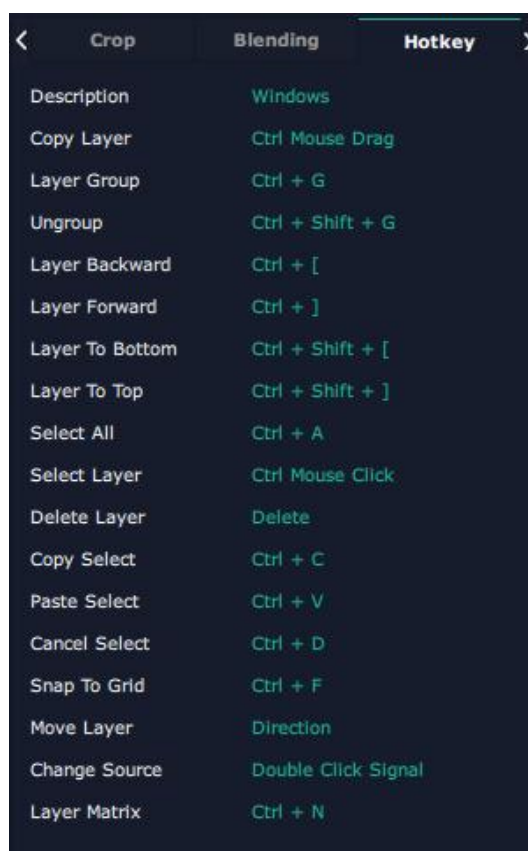 Crop Blending Hotkey
Description Windows
Copy Layer Ctrl Mouse Drag
Layer Group Ctrl + G
Ungroup Ctrl + Shift + G
Layer Backward Ctrl + [
Layer Forward Ctrl + ]
Layer To Bottom Ctrl + Shift + [
Layer To Top Ctrl + Shift + ]
Select All Ctrl + A
Select Layer Ctrl Mouse Click
Delete Layer Delete
Copy Select Ctrl + C
Paste Select Ctrl + V
Cancel Select Ctrl + D
Snap To Grid Ctrl + F
Move Layer Direction
Change Source Double Click Signal
Layer Matrix Ctrl + N